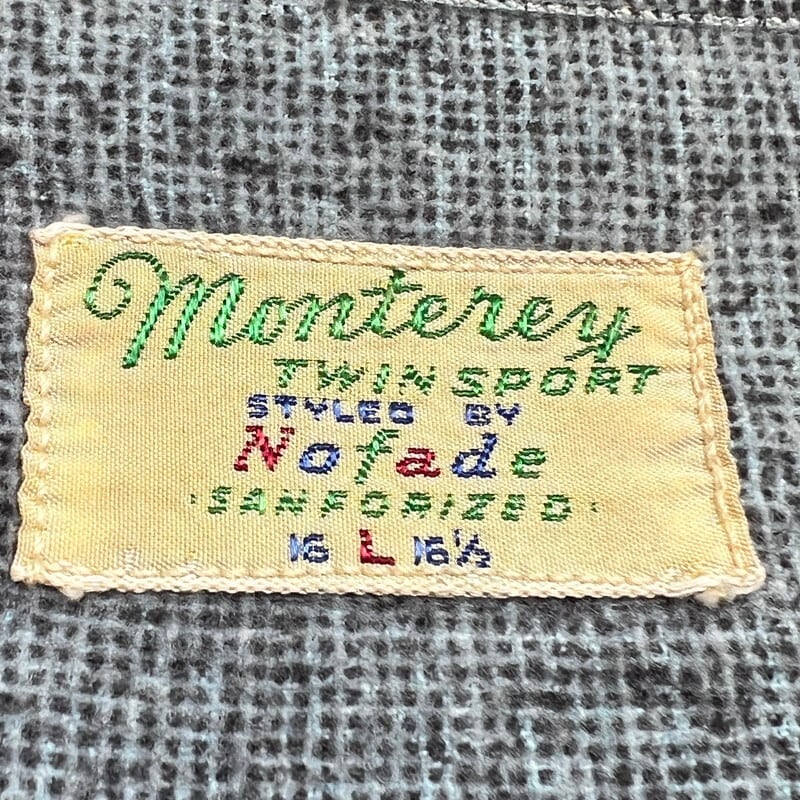 Monterey
TWIN SPORT
STYLED BY
Nofade
·SANFORIZED·
16 L 16½